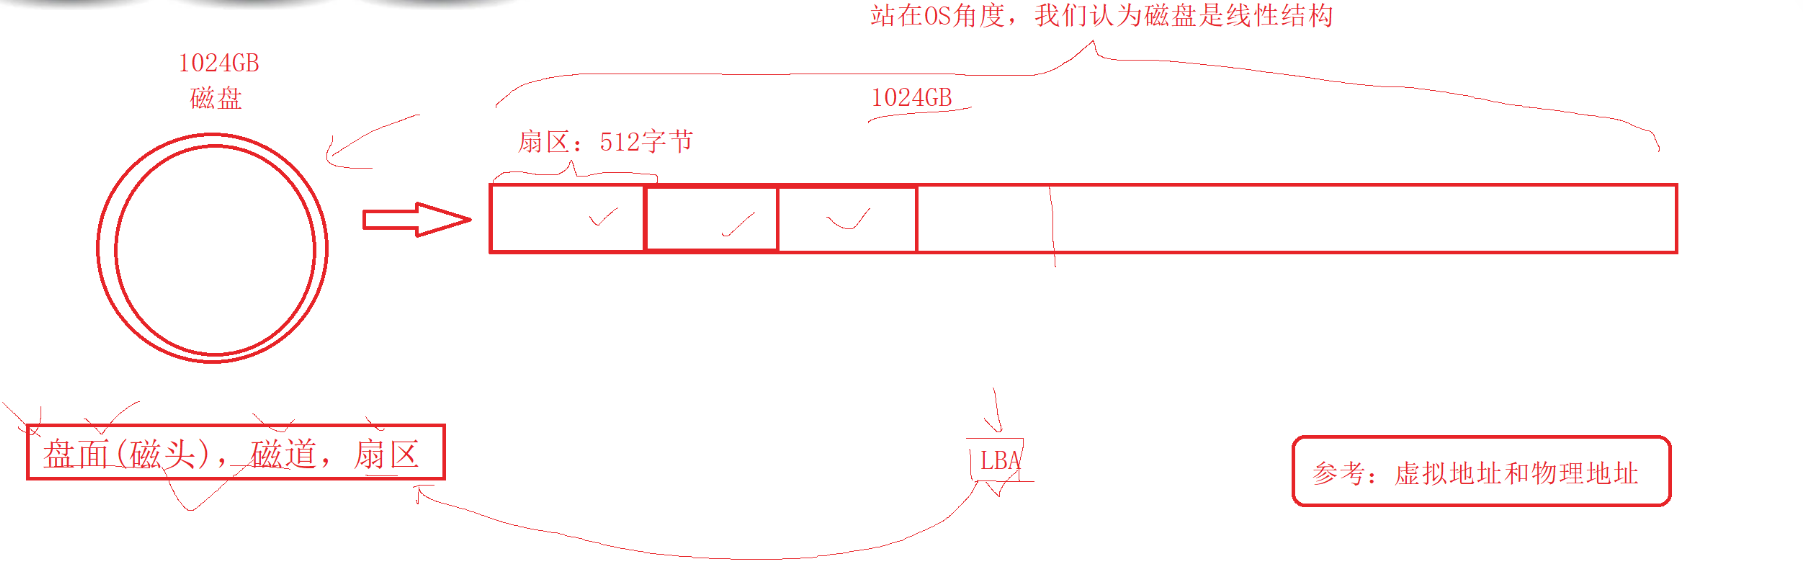 站在OS角度，我们认为磁盘是线性结构
1024GB
磁盘
1024GB
扇区：512字节
盘面(磁头)，磁道，扇区
LBA
参考：虚拟地址和物理地址